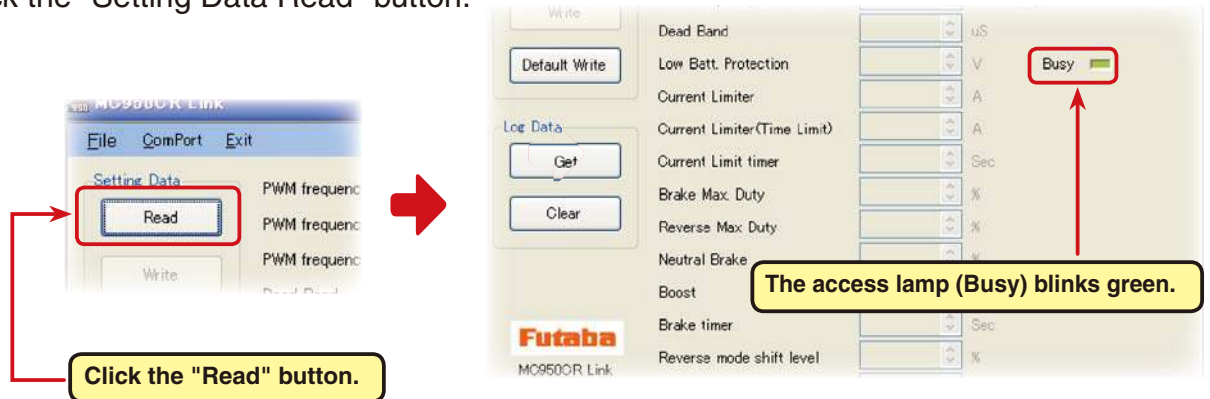 ck the "Setting Data Read" button.
MC950CR Link
File ComPort Exit
Setting Data
Read
Write
PWM frequenc
PWM frequenc
PWM frequenc
Dead Band
Click the "Read" button.
Write
Default Write
Log Data
Get
Clear
Futaba
MC950CR Link
Dead Band uS
Low Batt. Protection V
Busy
Current Limiter A
Current Limiter(Time Limit) A
Current Limit timer Sec
Brake Max. Duty %
Reverse Max Duty %
Neutral Brake %
Boost
Brake timer Sec
Reverse mode shift level %
The access lamp (Busy) blinks green.